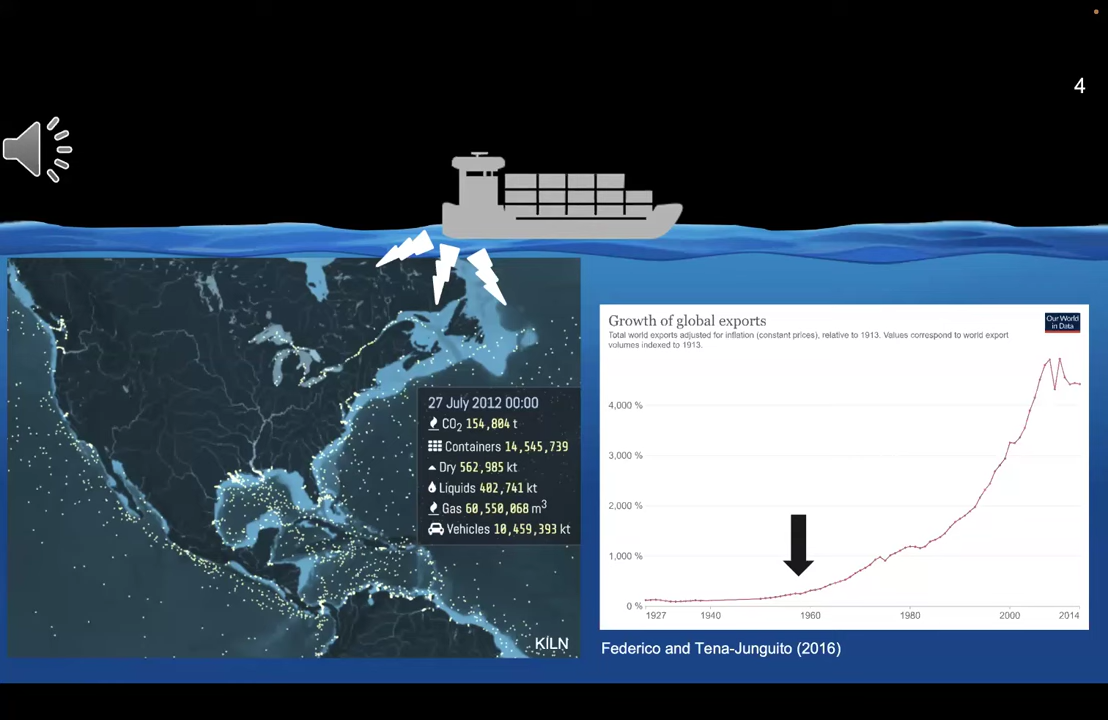 4
27 July 2012 00:00
CO2 154,804 t
Containers 14,545,739
Dry 562,985 kt
Liquids 402,741 kt
Gas 60,550,068 m3
Vehicles 10,459,393 kt
KILN
Growth of global exports
Total world exports adjusted for inflation (constant prices), relative to 1913. Values correspond to world export
volumes indexed to 1913.
Our World
in Data
4,000 %
3,000 %
2,000 %
1,000 %
0 %
1927
1940
1960
1980
2000
2014
Federico and Tena-Junguito (2016)